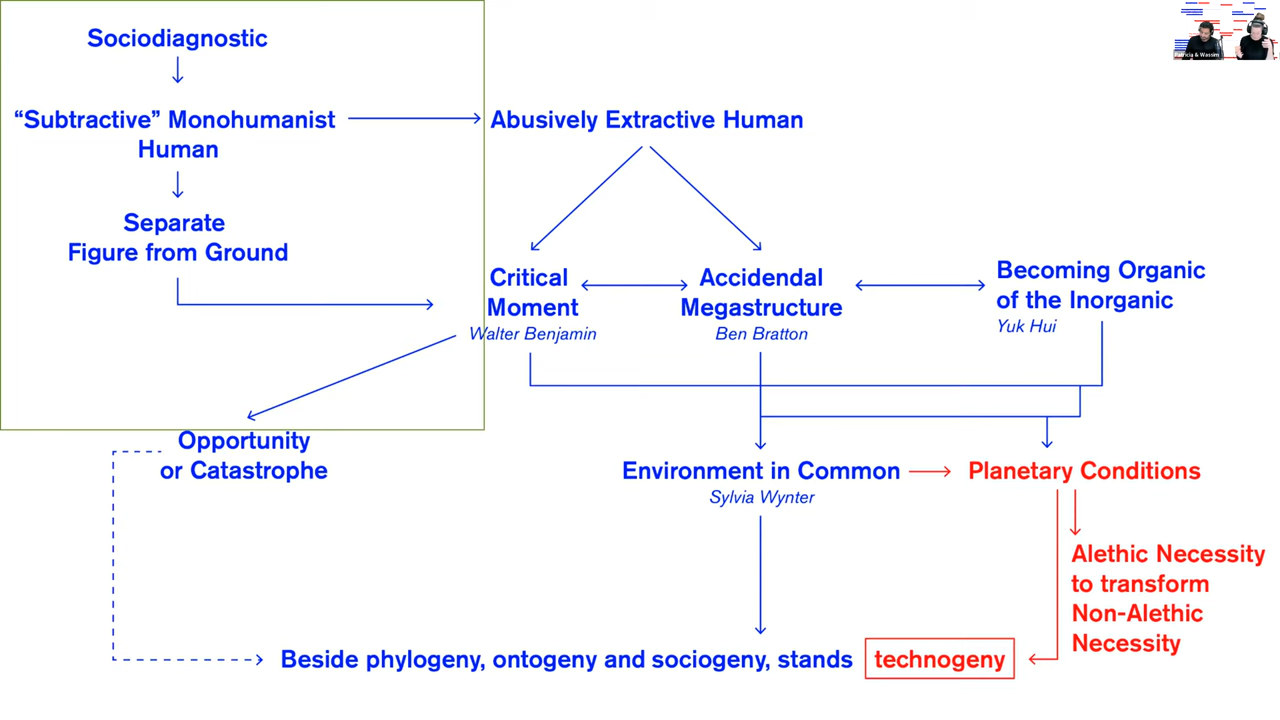 Sociodiagnostic
“Subtractive” Monohumanist
Human
Abusively Extractive Human
Separate
Figure from Ground
Critical
Moment
Walter Benjamin
Accidendal
Megastructure
Ben Bratton
Becoming Organic
of the Inorganic
Yuk Hui
Opportunity
or Catastrophe
Environment in Common
Sylvia Wynter
Planetary Conditions
Alethic Necessity
to transform
Non-Alethic
Necessity
Beside phylogeny, ontogeny and sociogeny, stands technogeny
Patricia & Wassim